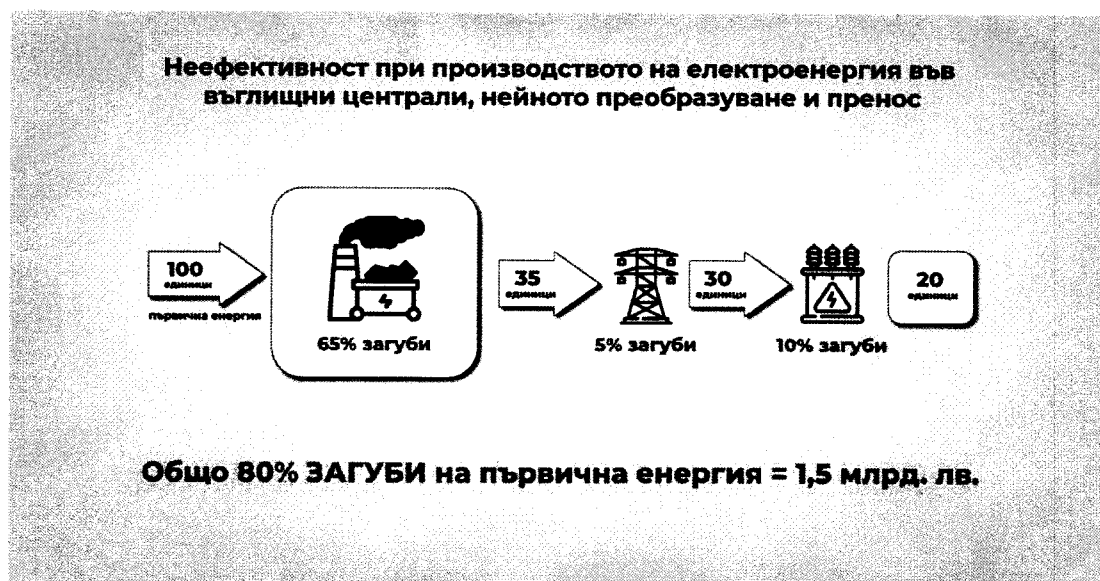 Неефективност при производството на електроенергия във
въглищни централи, нейното преобразуване и пренос
100
единици
първична енергия
65% загуби
35
единици
5% загуби
30
единици
10% загуби
20
единици
Общо 80% ЗАГУБИ на първична енергия = 1,5 млрд. лв.